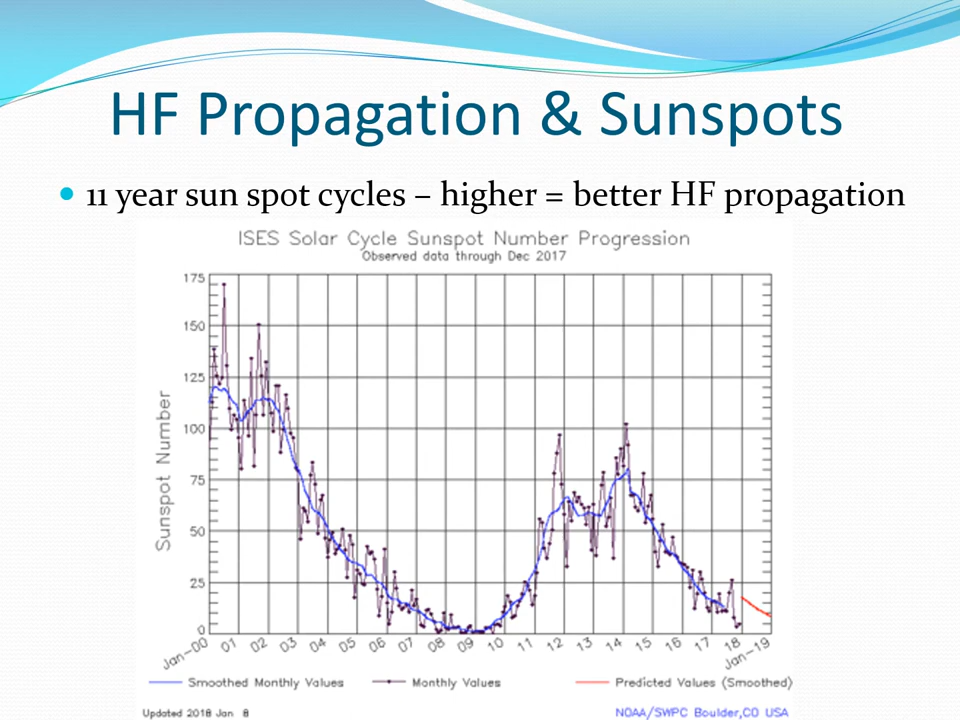 HF Propagation & Sunspots
11 year sun spot cycles – higher = better HF propagation
ISES Solar Cycle Sunspot Number Progression
Observed data through Dec 2017
175
150
125
100
75
50
25
0
Sunspot Number
Jan-00 01 02 03 04 05 06 07 08 09 10 11 12 13 14 15 16 17 18 Jan-19
Smoothed Monthly Values Monthly Values Predicted Values (Smoothed)
Updated 2018 Jan 8 NOAA/SWPC Boulder,CO USA